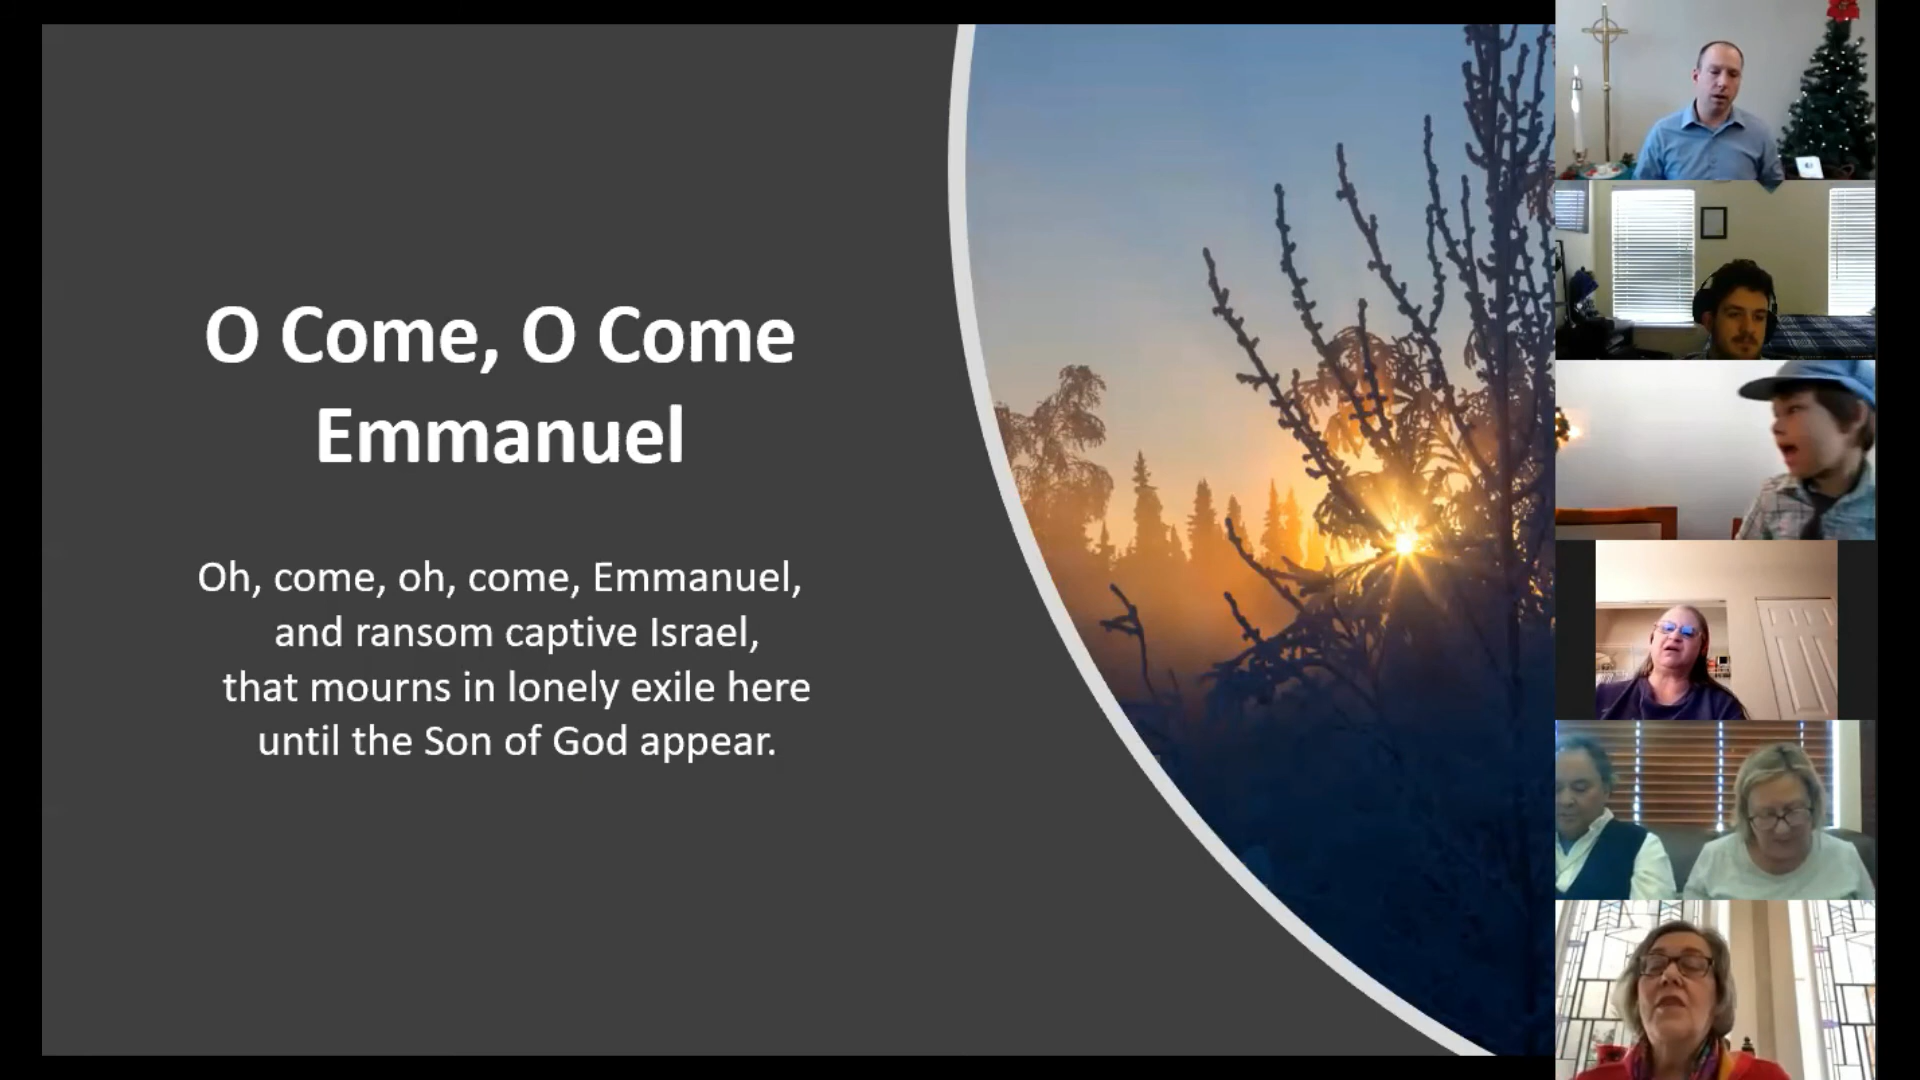 O Come, O Come
Emmanuel
Oh, come, oh, come, Emmanuel,
and ransom captive Israel,
that mourns in lonely exile here
until the Son of God appear.